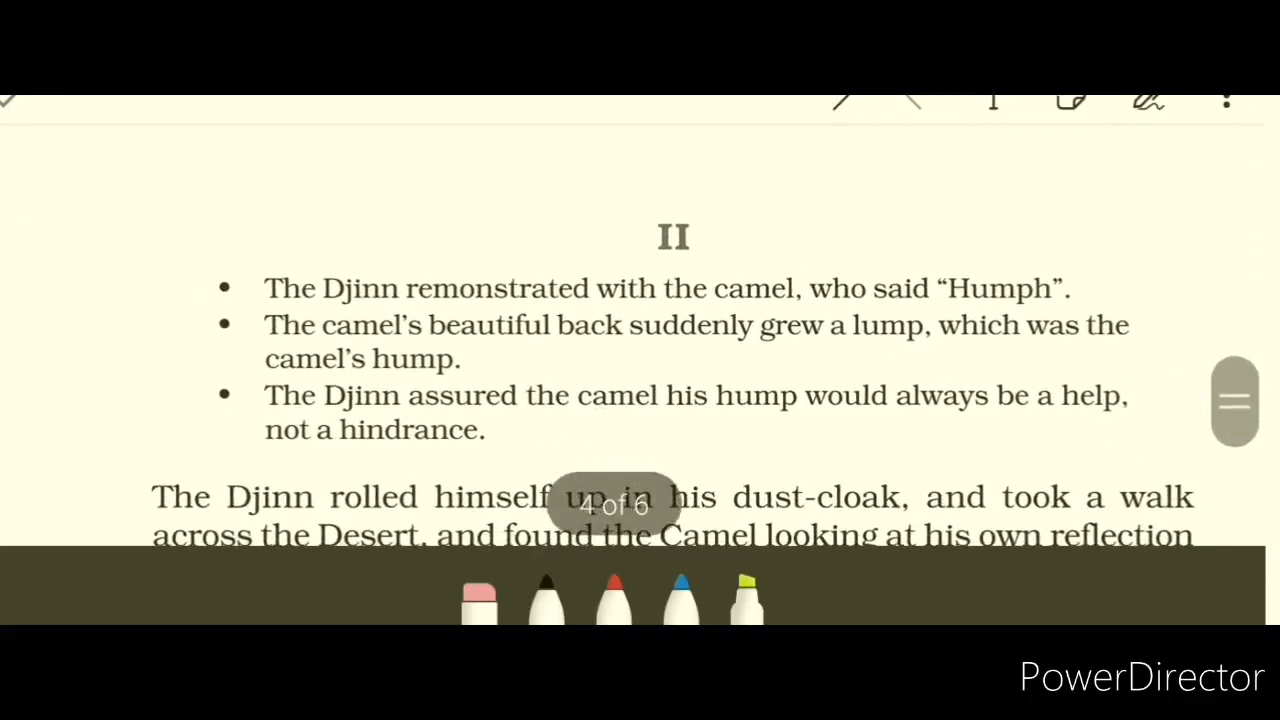 II
• The Djinn remonstrated with the camel, who said “Humph”.
• The camel’s beautiful back suddenly grew a lump, which was the
camel’s hump.
• The Djinn assured the camel his hump would always be a help,
not a hindrance.
The Djinn rolled himself up in his dust-cloak, and took a walk
4 of 6
across the Desert, and found the Camel looking at his own reflection
PowerDirector